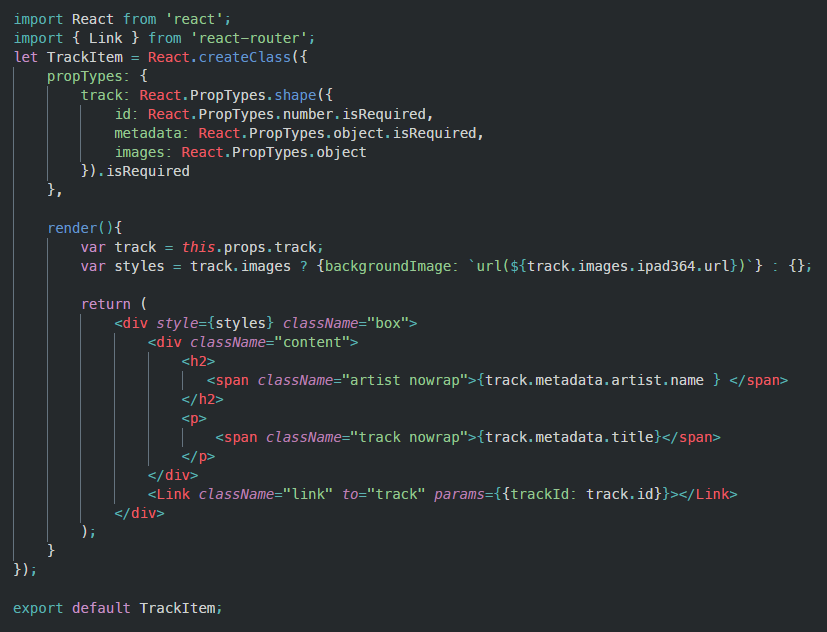 import React from 'react';
import { Link } from 'react-router';
let TrackItem = React.createClass({
    propTypes: {
        track: React.PropTypes.shape({
            id: React.PropTypes.number.isRequired,
            metadata: React.PropTypes.object.isRequired,
            images: React.PropTypes.object
        }).isRequired
    },

    render(){
        var track = this.props.track;
        var styles = track.images ? {backgroundImage: `url(${track.images.ipad364.url})`} : {};

        return (
            <div style={styles} className="box">
                <div className="content">
                    <h2>
                       <span className="artist nowrap">{track.metadata.artist.name } </span>
                    </h2>
                    <p>
                        <span className="track nowrap">{track.metadata.title}</span>
                    </p>
                </div>
                <Link className="link" to="track" params={{trackId: track.id}}></Link>
            </div>
        );
    }
});

export default TrackItem;